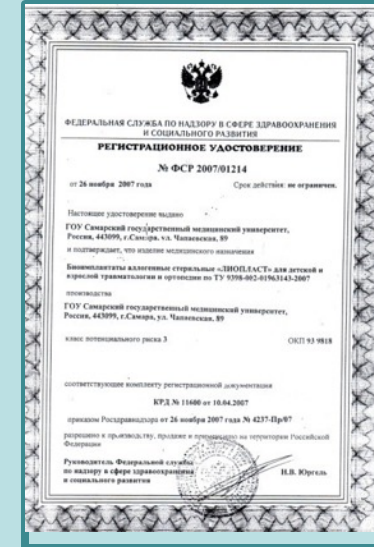 ФЕДЕРАЛЬНАЯ СЛУЖБА ПО НАДЗОРУ В СФЕРЕ ЗДРАВООХРАНЕНИЯ
И СОЦИАЛЬНОГО РАЗВИТИЯ
РЕГИСТРАЦИОННОЕ УДОСТОВЕРЕНИЕ
№ ФСР 2007/01214
от 26 ноября 2007 года Срок действия: не ограничен.
Настоящее удостоверение выдано
ГОУ Самарский государственный медицинский университет,
Россия, 443099, г.Самара, ул. Чапаевская, 89
и подтверждает, что изделие медицинского назначения
Биоимплантаты аллогенные стерильные «ЛИОПЛАСТ» для детской и
взрослой травматологии и ортопедии по ТУ 9398-002-01963143-2007
производства
ГОУ Самарский государственный медицинский университет,
Россия, 443099, г.Самара, ул. Чапаевская, 89
класс потенциального риска 3 ОКП 93 9818
соответствующее комплекту регистрационной документации
КРД № 11600 от 10.04.2007
приказом Росздравнадзора от 26 ноября 2007 года № 4237-Пр/07
разрешено к производству, продаже и применению на территории Российской
Федерации
Руководитель Федеральной службы
по надзору в сфере здравоохранения
и социального развития Н.В. Юргель